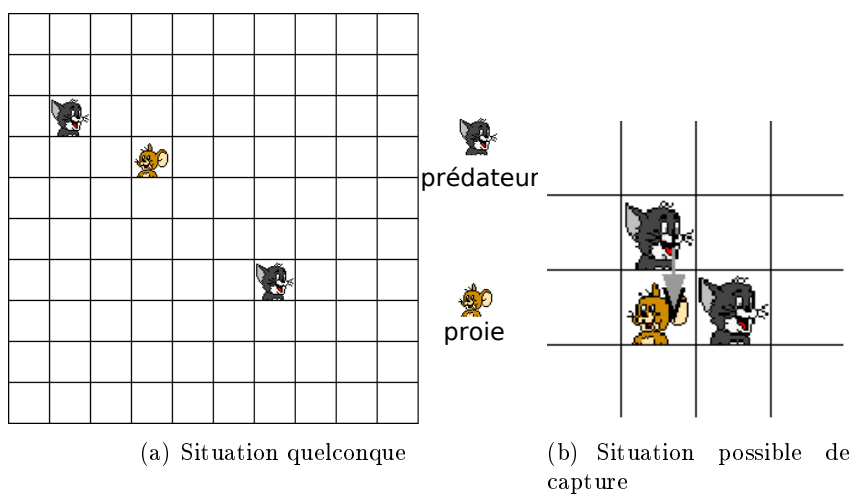 prédateur
proie
(a) Situation quelconque
(b) Situation possible de
capture